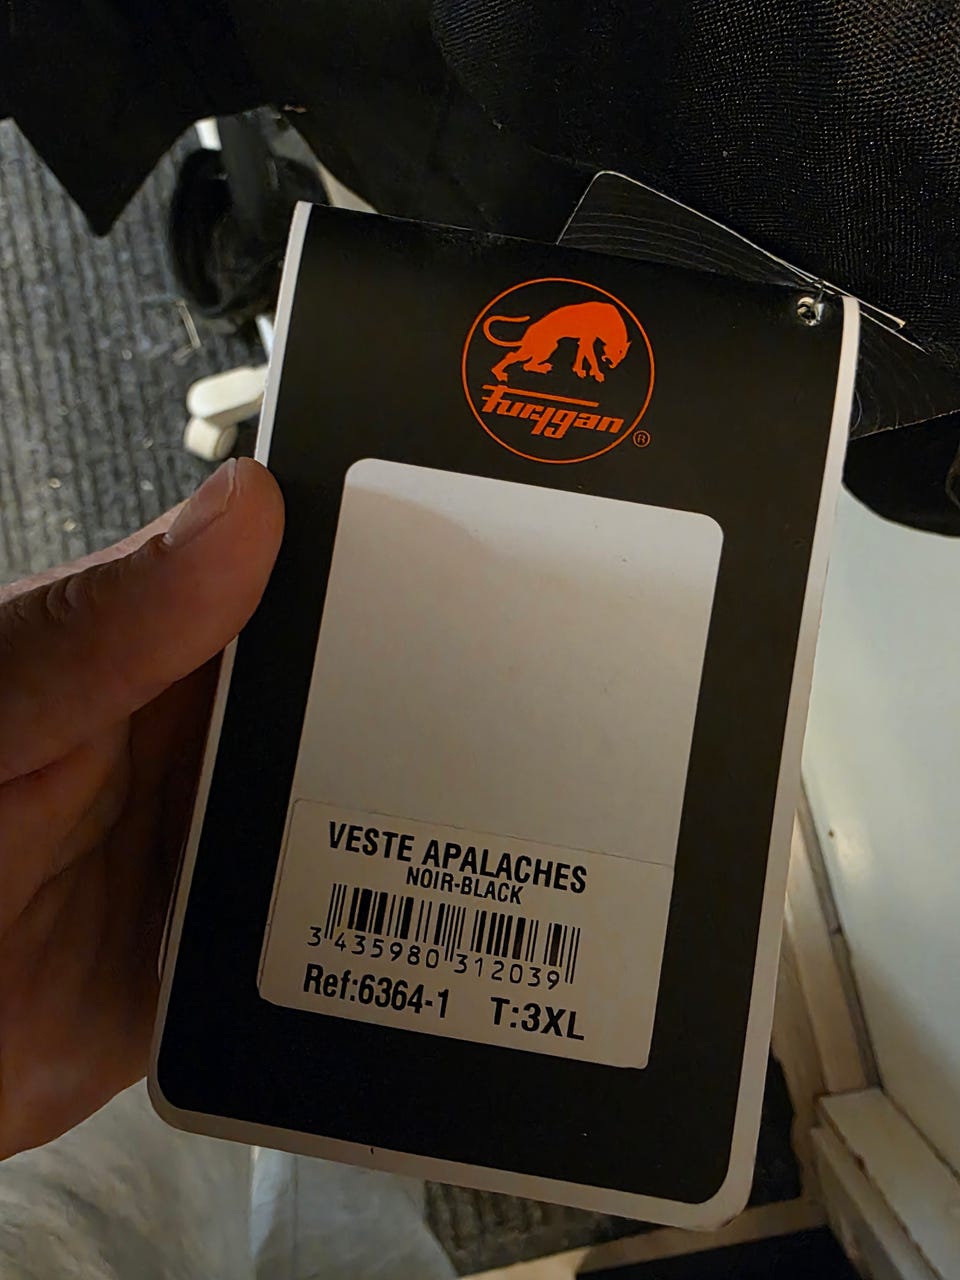 Furygan
®
VESTE APALACHES
NOIR-BLACK
3 435980 312039
Ref:6364-1 T:3XL